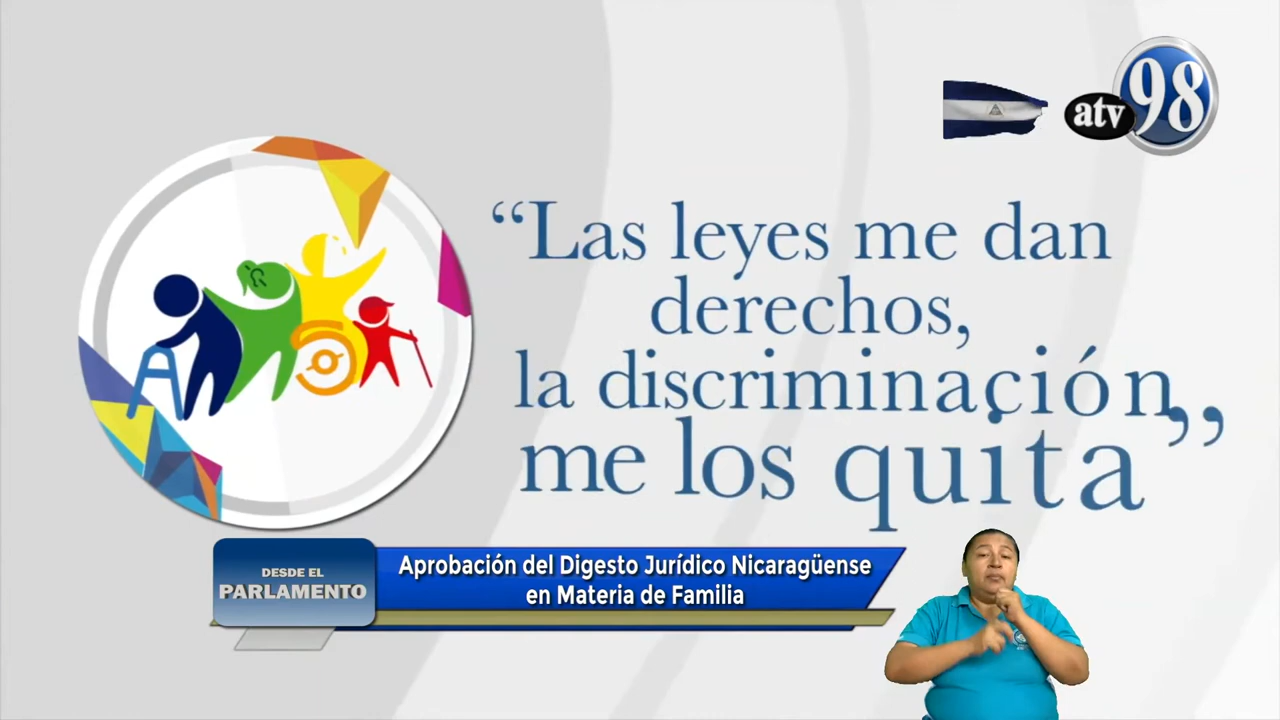 atv 98
“Las leyes me dan
derechos,
la discriminación
me los quita”
DESDE EL
PARLAMENTO
Aprobación del Digesto Jurídico Nicaragüense
en Materia de Familia